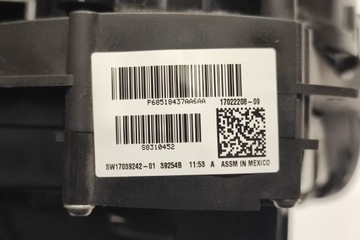 P68518437AA6AA 17022208-09
S8310452
SW17039242-01 39254B 11:53 A ASSM IN MEXICO